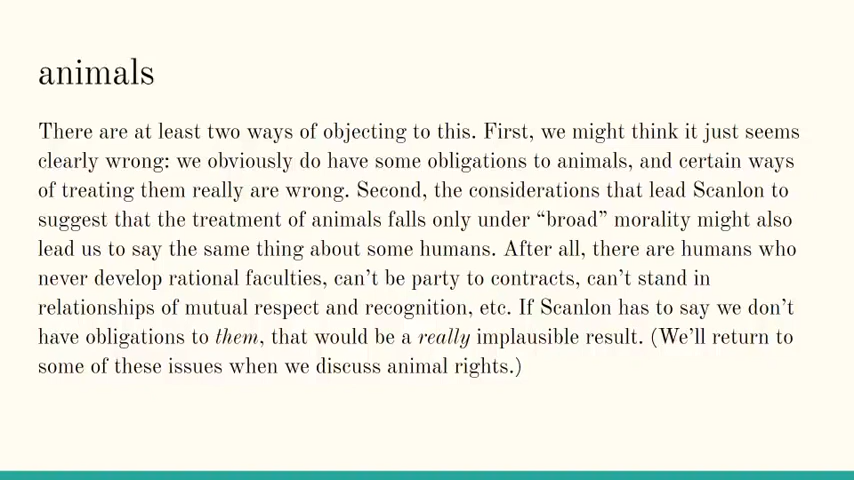 animals
There are at least two ways of objecting to this. First, we might think it just seems
clearly wrong: we obviously do have some obligations to animals, and certain ways
of treating them really are wrong. Second, the considerations that lead Scanlon to
suggest that the treatment of animals falls only under “broad” morality might also
lead us to say the same thing about some humans. After all, there are humans who
never develop rational faculties, can’t be party to contracts, can’t stand in
relationships of mutual respect and recognition, etc. If Scanlon has to say we don’t
have obligations to them, that would be a really implausible result. (We’ll return to
some of these issues when we discuss animal rights.)